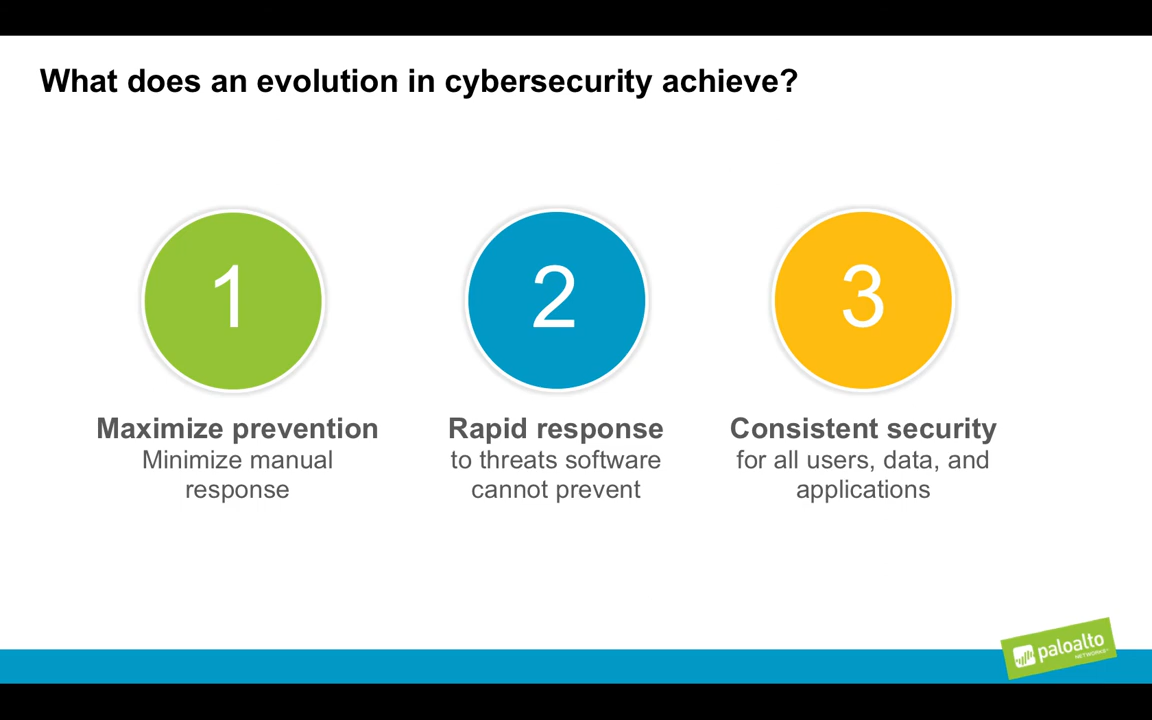 What does an evolution in cybersecurity achieve?
1
2
3
Maximize prevention
Minimize manual
response
Rapid response
to threats software
cannot prevent
Consistent security
for all users, data, and
applications
paloalto
NETWORKS